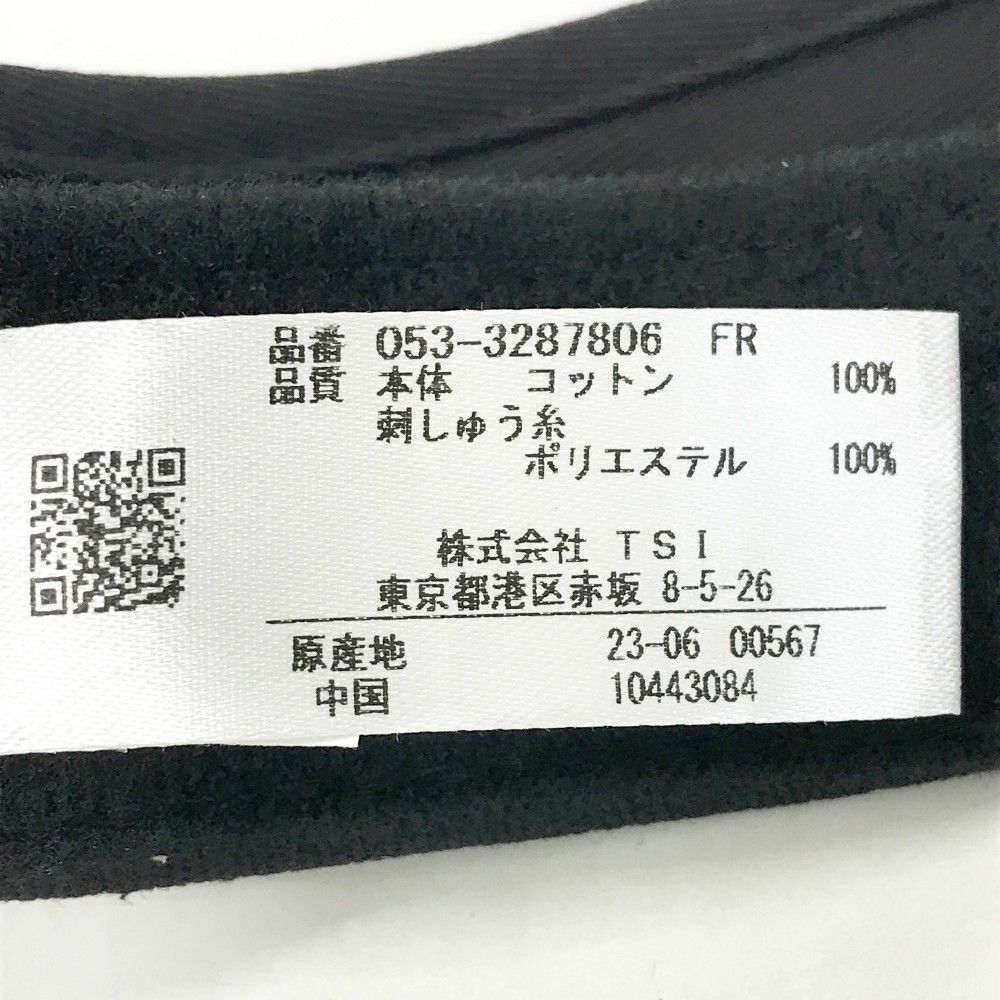 品番 053-3287806 FR
品質 本体 コットン 100%
刺しゅう糸
ポリエステル 100%
株式会社 TSI
東京都港区赤坂 8-5-26
原産地 23-06 00567
中国 10443084